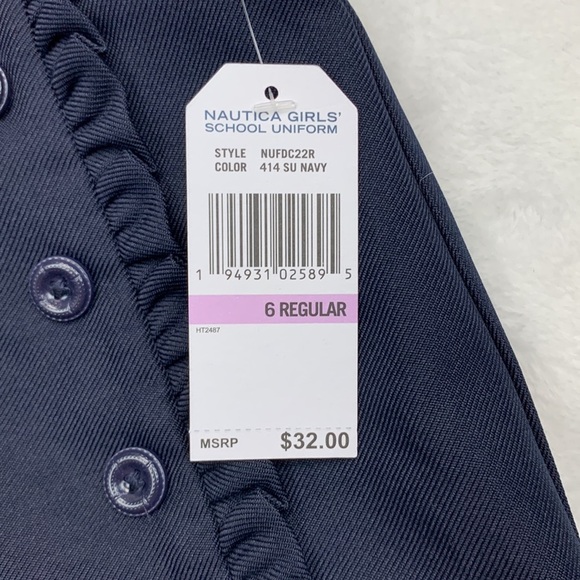 NAUTICA GIRLS'
SCHOOL UNIFORM
STYLE NUFDC22R
COLOR 414 SU NAVY
1 94931 02589 5
6 REGULAR
HT2487
MSRP $32.00